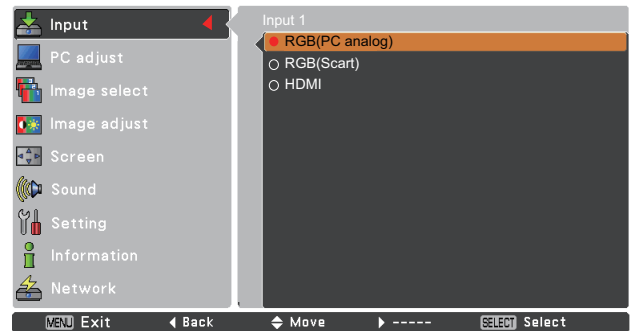 Input
PC adjust
Image select
Image adjust
Screen
Sound
Setting
Information
Network
Input 1
RGB(PC analog)
RGB(Scart)
HDMI
MENU Exit Back Move ----- SELECT Select